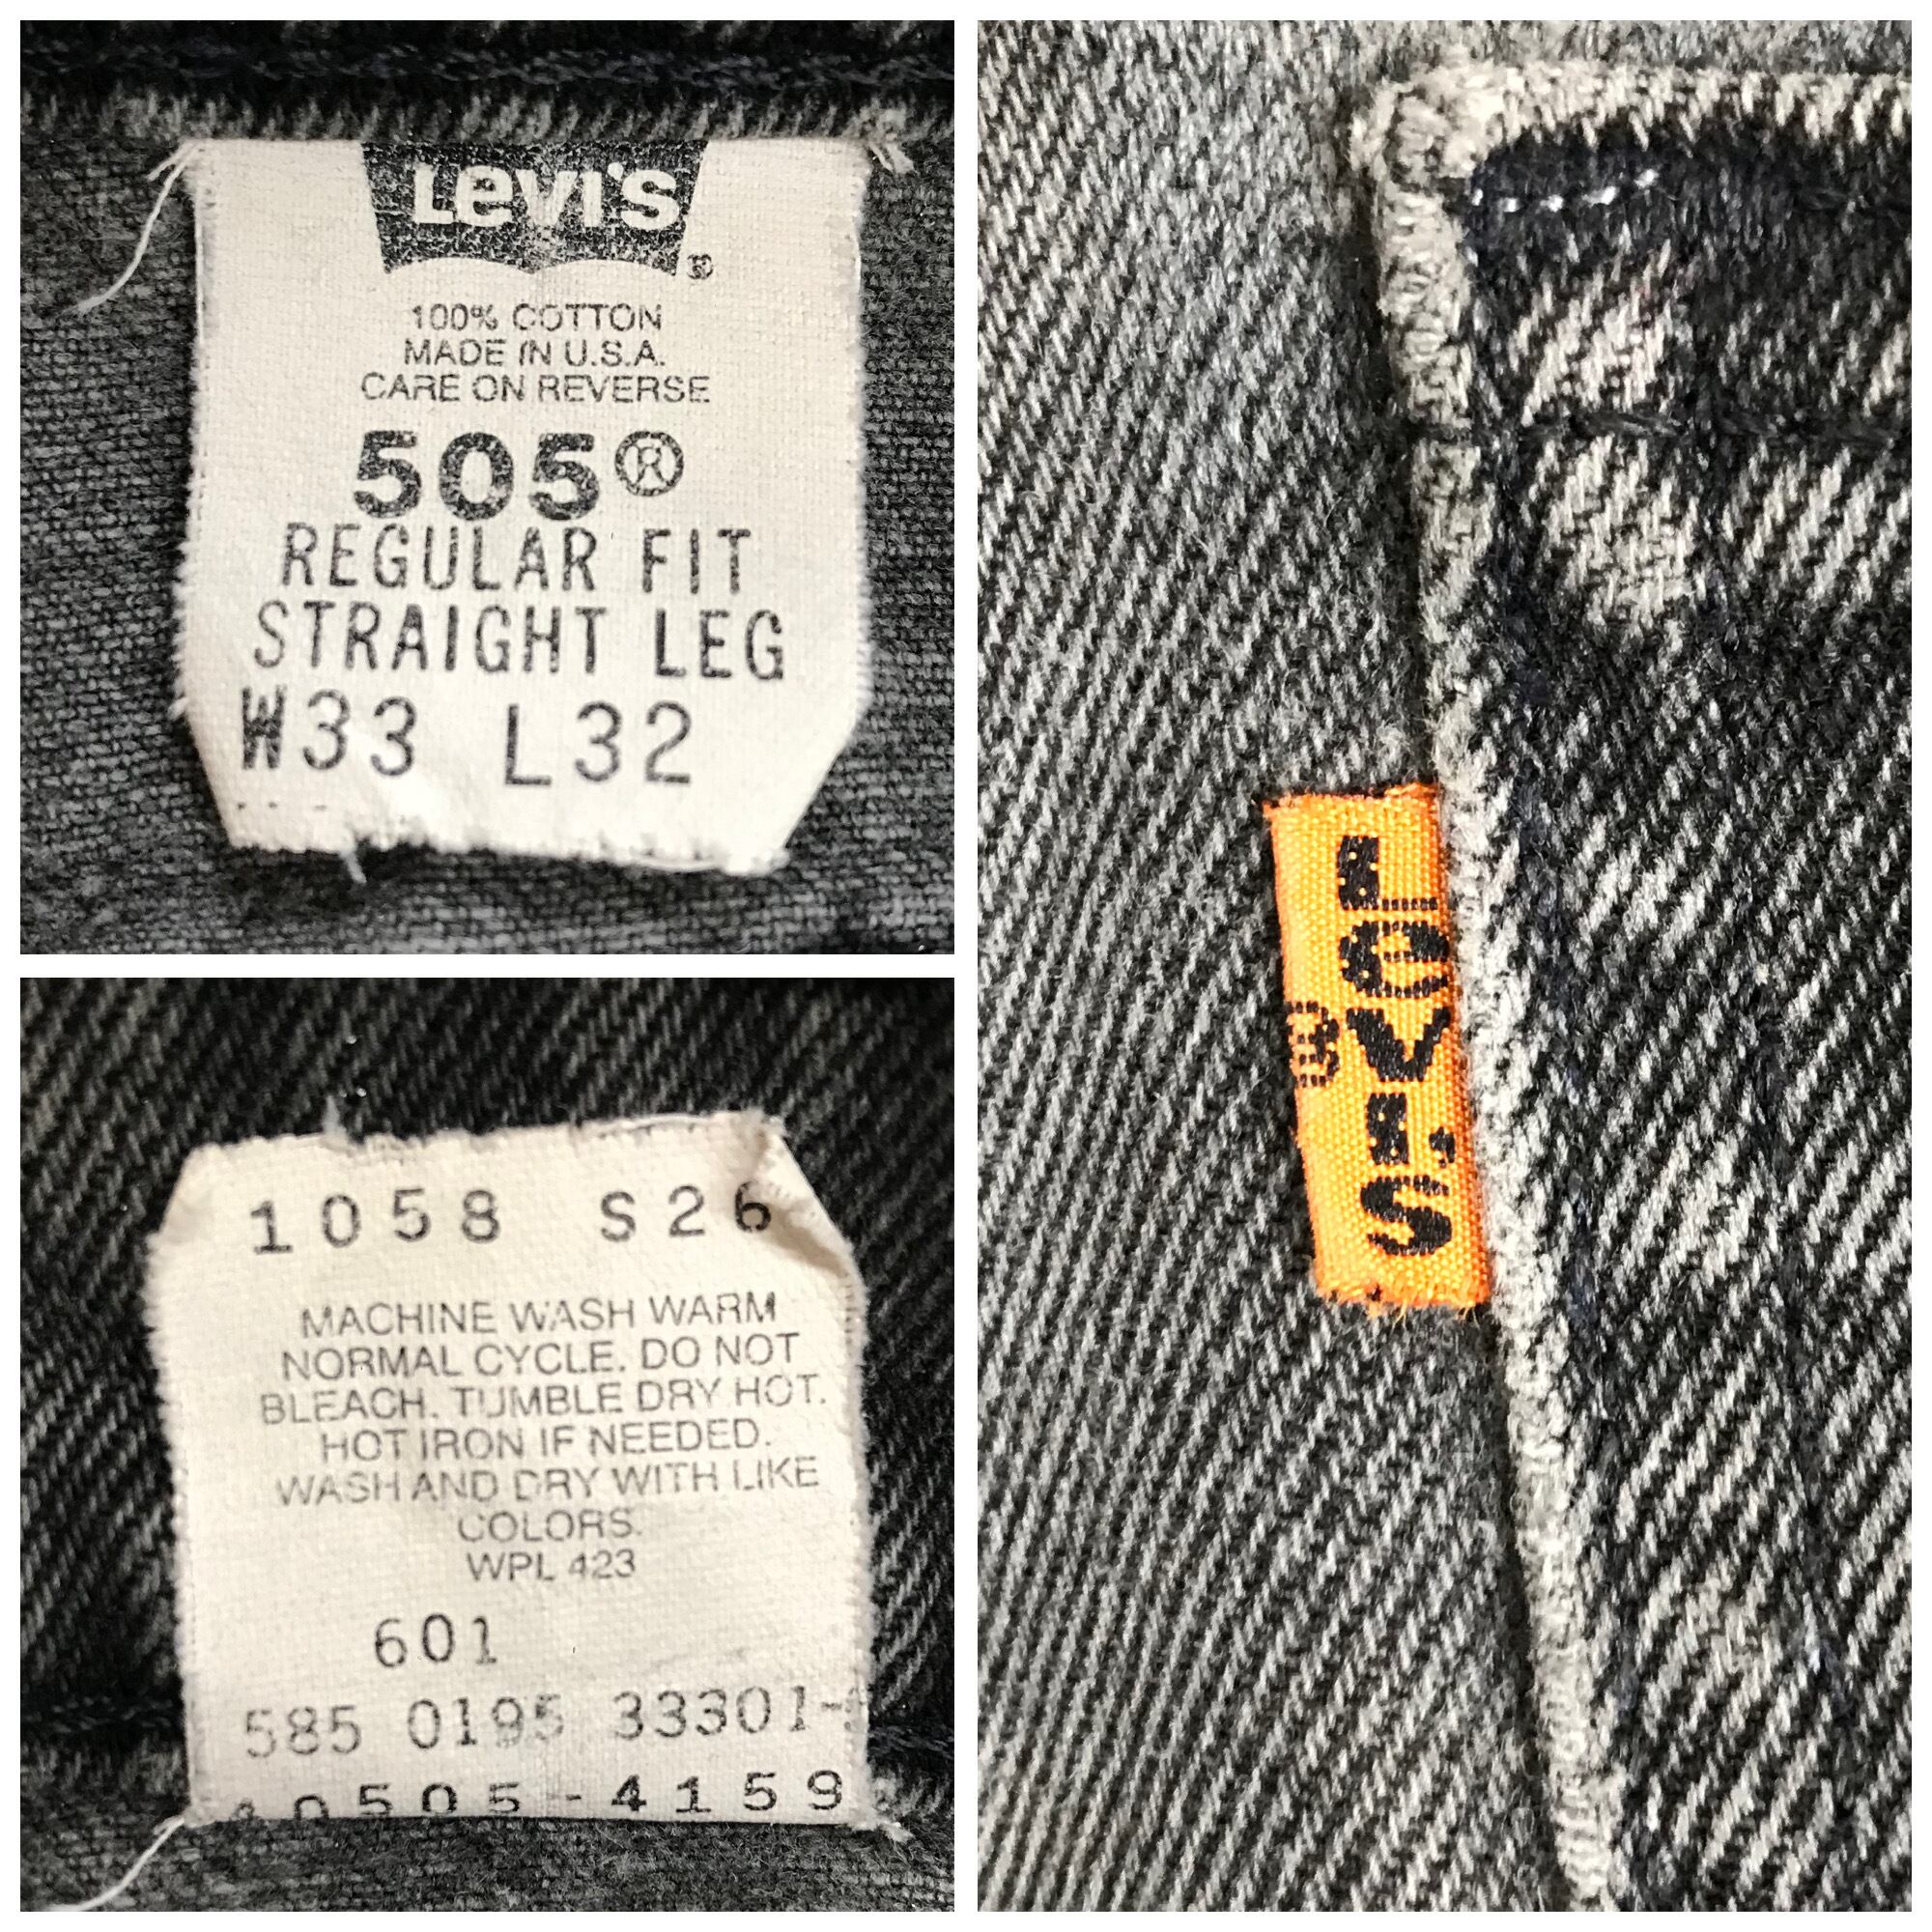 Levi's
®
100% COTTON
MADE IN U.S.A.
CARE ON REVERSE
505®
REGULAR FIT
STRAIGHT LEG
W33 L32
1058 S26
MACHINE WASH WARM
NORMAL CYCLE. DO NOT
BLEACH. TUMBLE DRY HOT.
HOT IRON IF NEEDED.
WASH AND DRY WITH LIKE
COLORS.
WPL 423
601
585 0195 33301-
10505-4159
LEVI'S
®